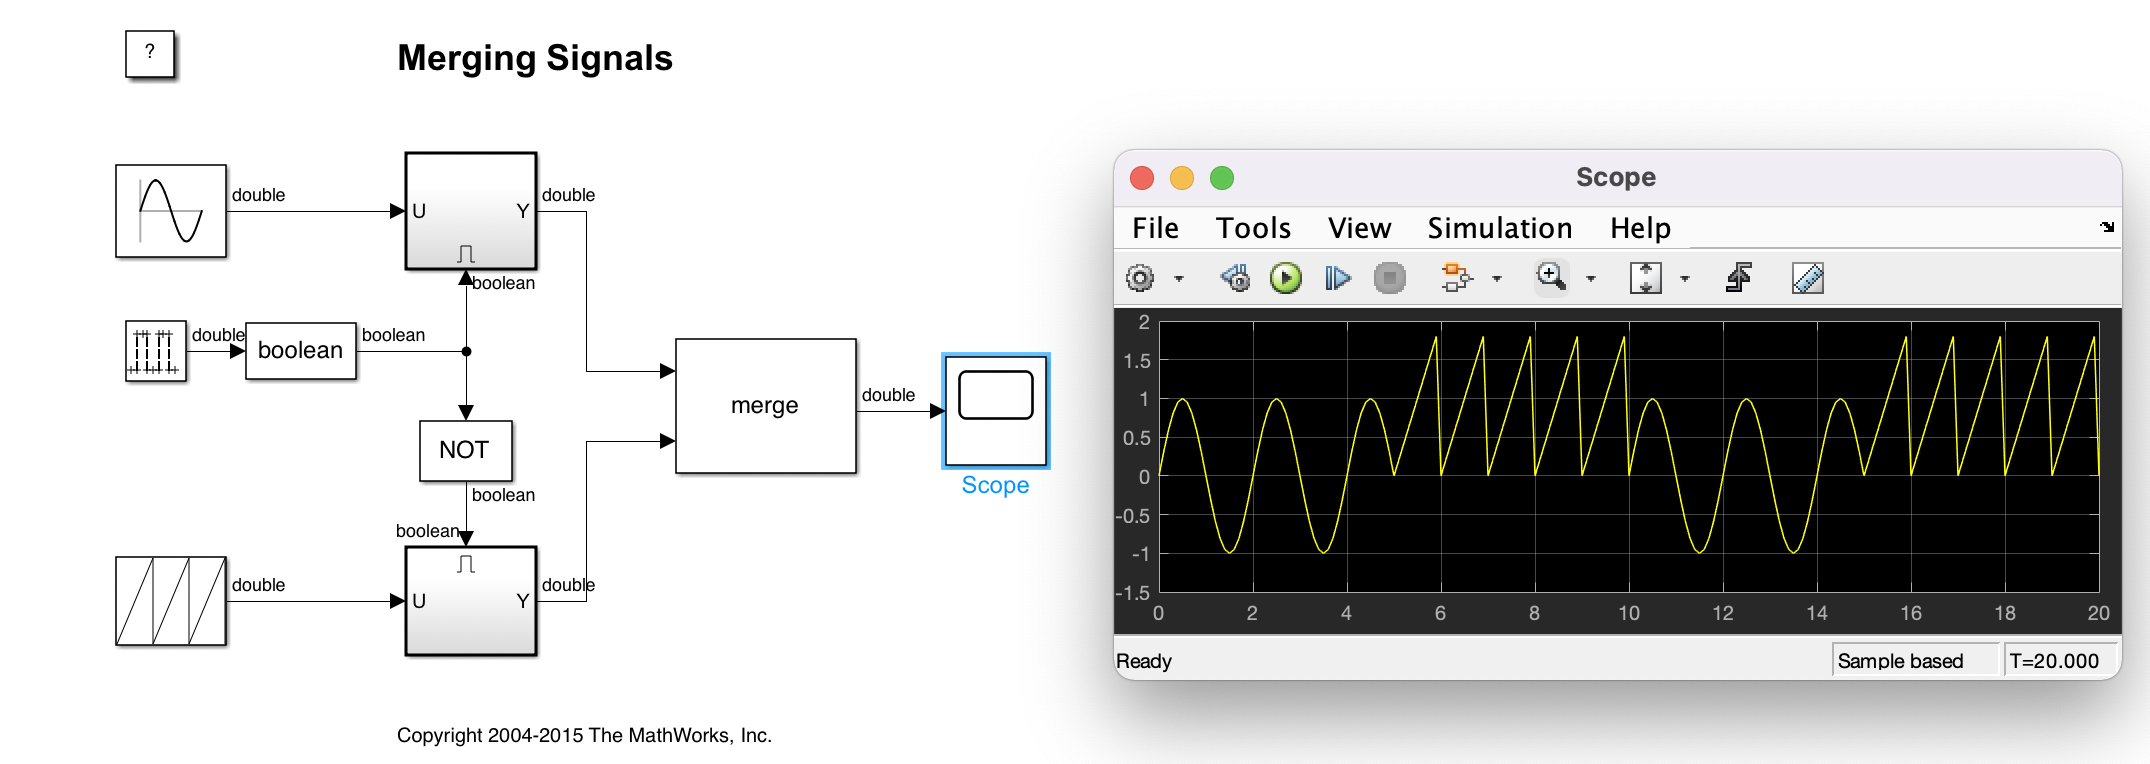 ?
Merging Signals
double
U
Y
double
boolean
double
boolean
boolean
NOT
boolean
boolean
double
U
Y
double
merge
double
Scope
Copyright 2004-2015 The MathWorks, Inc.
Scope
File Tools View Simulation Help
2
1.5
1
0.5
0
-0.5
-1
-1.5
0 2 4 6 8 10 12 14 16 18 20
Ready Sample based T=20.000